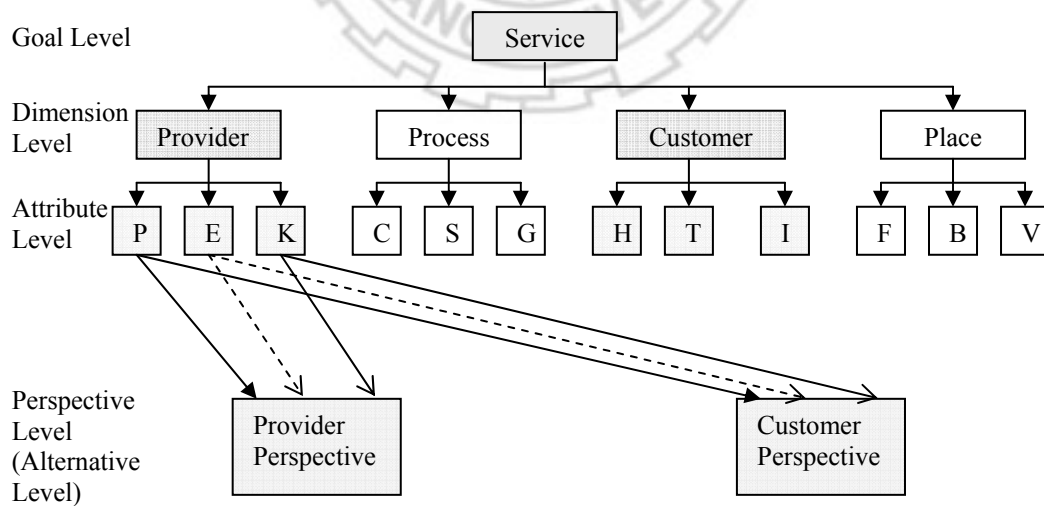 Goal Level
Service
Dimension
Level
Provider
Process
Customer
Place
Attribute
Level
P E K C S G H T I F B V
Perspective
Level
(Alternative
Level)
Provider
Perspective
Customer
Perspective